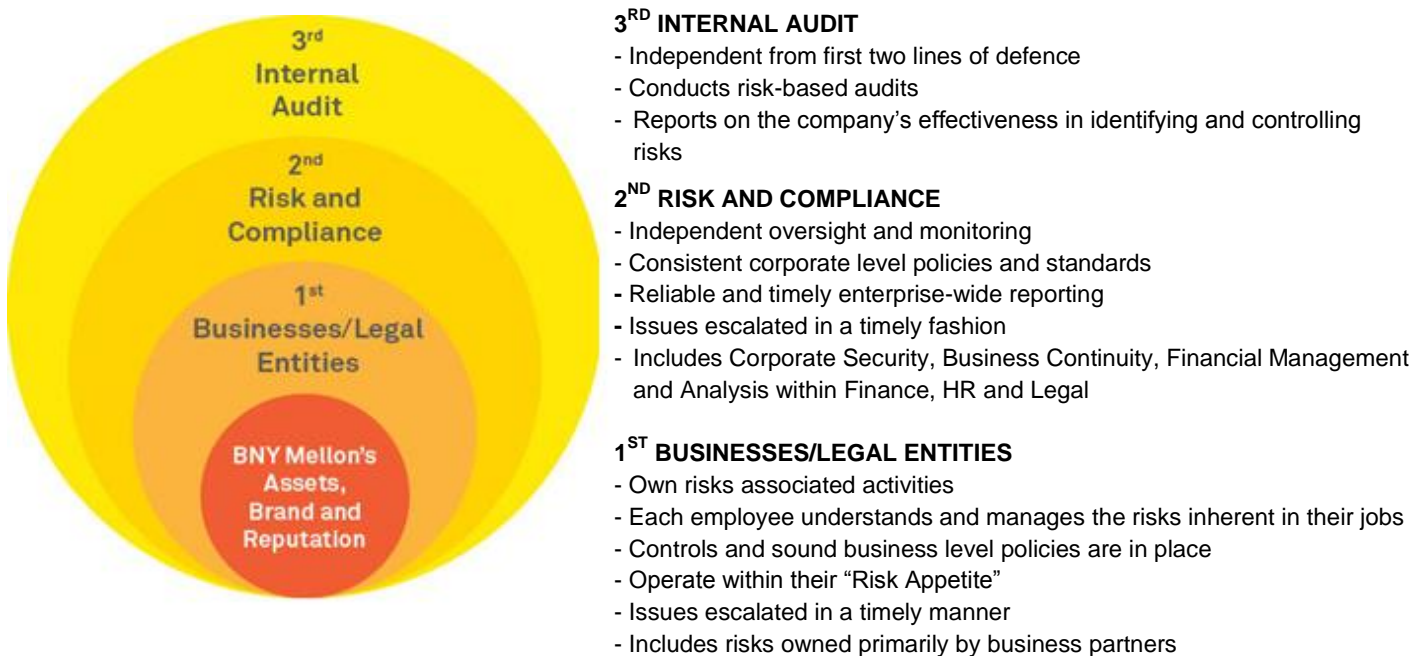 3rd
Internal
Audit
2nd
Risk and
Compliance
1st
Businesses/Legal
Entities
BNY Mellon's
Assets,
Brand and
Reputation
3RD INTERNAL AUDIT
- Independent from first two lines of defence
- Conducts risk-based audits
- Reports on the company’s effectiveness in identifying and controlling
risks
2ND RISK AND COMPLIANCE
- Independent oversight and monitoring
- Consistent corporate level policies and standards
- Reliable and timely enterprise-wide reporting
- Issues escalated in a timely fashion
- Includes Corporate Security, Business Continuity, Financial Management
and Analysis within Finance, HR and Legal
1ST BUSINESSES/LEGAL ENTITIES
- Own risks associated activities
- Each employee understands and manages the risks inherent in their jobs
- Controls and sound business level policies are in place
- Operate within their “Risk Appetite”
- Issues escalated in a timely manner
- Includes risks owned primarily by business partners